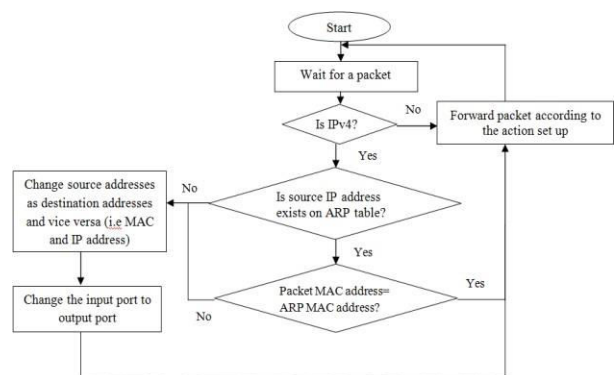 Start
Wait for a packet
Is IPv4?
No
Forward packet according to
the action set up
Yes
Change source addresses
as destination addresses
and vice versa (i.e MAC
and IP address)
No
Is source IP address
exists on ARP table?
Yes
Change the input port to
output port
No
Packet MAC address=
ARP MAC address?
Yes